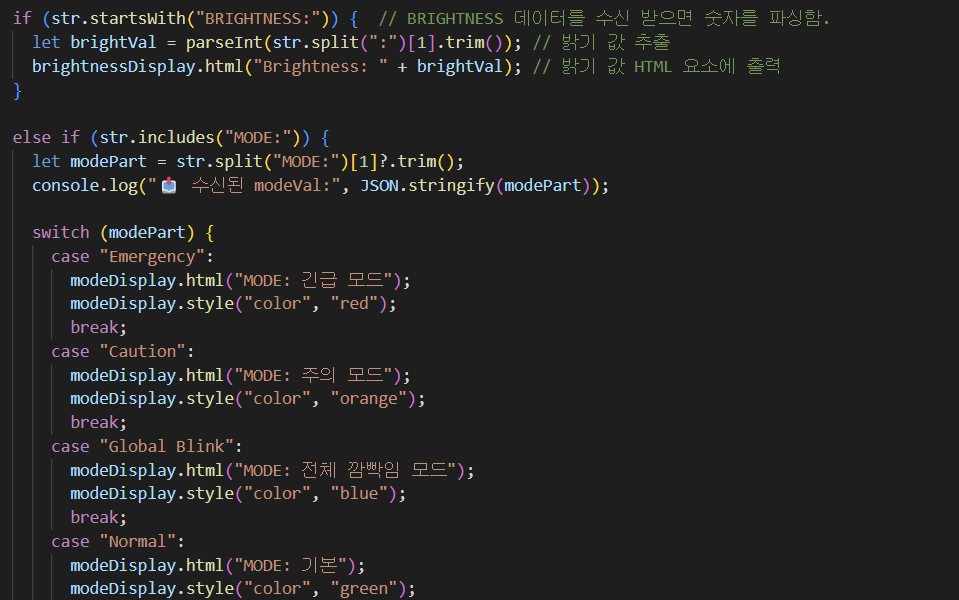 if (str.startsWith("BRIGHTNESS:")) {  // BRIGHTNESS 데이터를 수신 받으면 숫자를 파싱함.
  let brightVal = parseInt(str.split(":")[1].trim()); // 밝기 값 추출
  brightnessDisplay.html("Brightness: " + brightVal); // 밝기 값 HTML 요소에 출력
}
else if (str.includes("MODE:")) {
  let modePart = str.split("MODE:")[1]?.trim();
  console.log("📩 수신된 modeVal:", JSON.stringify(modePart));
  switch (modePart) {
    case "Emergency":
      modeDisplay.html("MODE: 긴급 모드");
      modeDisplay.style("color", "red");
      break;
    case "Caution":
      modeDisplay.html("MODE: 주의 모드");
      modeDisplay.style("color", "orange");
      break;
    case "Global Blink":
      modeDisplay.html("MODE: 전체 깜빡임 모드");
      modeDisplay.style("color", "blue");
      break;
    case "Normal":
      modeDisplay.html("MODE: 기본");
      modeDisplay.style("color", "green");